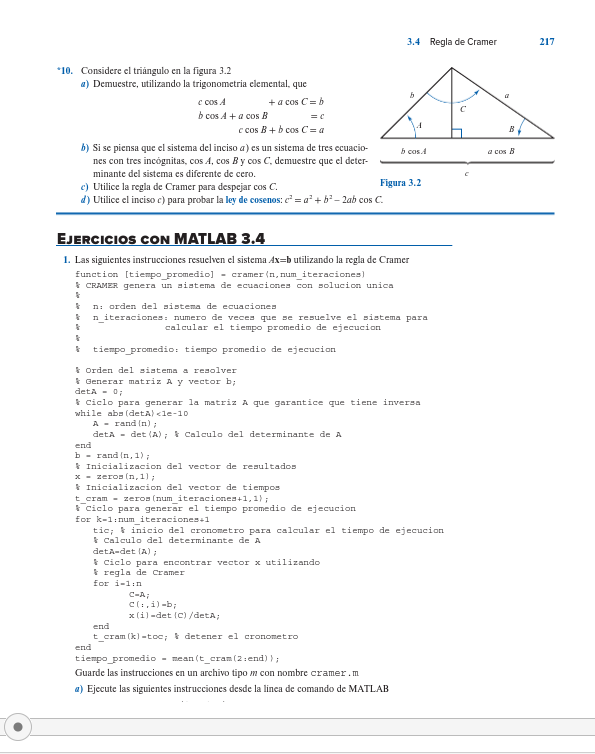 3.4 Regla de Cramer 217
*10. Considere el triángulo en la figura 3.2
a) Demuestre, utilizando la trigonometría elemental, que
c cos A + a cos C = b
b cos A + a cos B = c
c cos B + b cos C = a
b) Si se piensa que el sistema del inciso a) es un sistema de tres ecuacio-
nes con tres incógnitas, cos A, cos B y cos C, demuestre que el deter-
minante del sistema es diferente de cero.
c) Utilice la regla de Cramer para despejar cos C.
d) Utilice el inciso c) para probar la ley de cosenos: c² = a² + b² – 2ab cos C.
b a
C
A B
b cos A a cos B
c
Figura 3.2
EJERCICIOS CON MATLAB 3.4
1. Las siguientes instrucciones resuelven el sistema Ax=b utilizando la regla de Cramer
function [tiempo_promedio] = cramer(n,num_iteraciones)
% CRAMER genera un sistema de ecuaciones con solucion unica
%
% n: orden del sistema de ecuaciones
% n_iteraciones: numero de veces que se resuelve el sistema para
% calcular el tiempo promedio de ejecucion
%
% tiempo_promedio: tiempo promedio de ejecucion
% Orden del sistema a resolver
% Generar matriz A y vector b;
detA = 0;
% Ciclo para generar la matriz A que garantice que tiene inversa
while abs(detA)<1e-10
A = rand(n);
detA = det(A); % Calculo del determinante de A
end
b = rand(n,1);
% Inicializacion del vector de resultados
x = zeros(n,1);
% Inicializacion del vector de tiempos
t_cram = zeros(num_iteraciones+1,1);
% Ciclo para generar el tiempo promedio de ejecucion
for k=1:num_iteraciones+1
tic; % inicio del cronometro para calcular el tiempo de ejecucion
% Calculo del determinante de A
detA=det(A);
% Ciclo para encontrar vector x utilizando
% regla de Cramer
for i=1:n
C=A;
C(:,i)=b;
x(i)=det(C)/detA;
end
t_cram(k)=toc; % detener el cronometro
end
tiempo_promedio = mean(t_cram(2:end));
Guarde las instrucciones en un archivo tipo m con nombre cramer.m
a) Ejecute las siguientes instrucciones desde la línea de comando de MATLAB